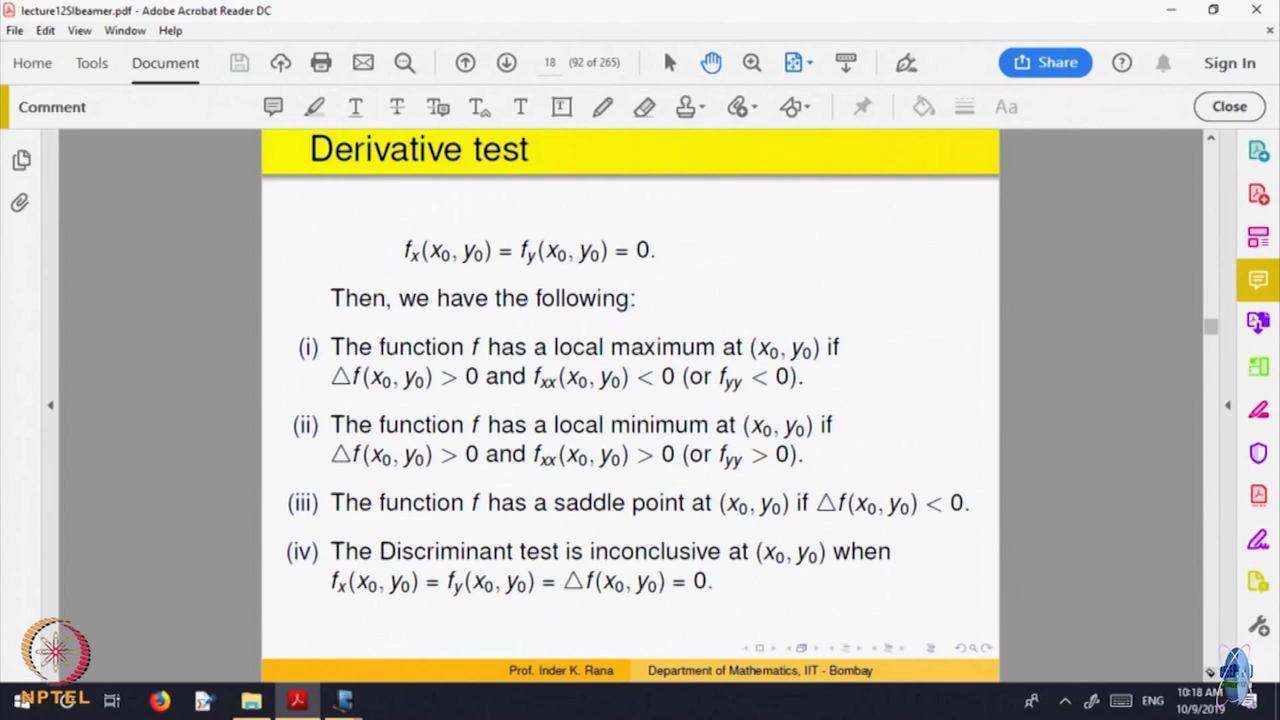 lecture12SIbeamer.pdf - Adobe Acrobat Reader DC
File Edit View Window Help
Home Tools Document 18 (92 of 265) Share Sign In
Comment Aa Close
Derivative test
fₓ(x₀, y₀) = f_y(x₀, y₀) = 0.
Then, we have the following:
(i) The function f has a local maximum at (x₀, y₀) if
△f(x₀, y₀) > 0 and fₓₓ(x₀, y₀) < 0 (or f_yy < 0).
(ii) The function f has a local minimum at (x₀, y₀) if
△f(x₀, y₀) > 0 and fₓₓ(x₀, y₀) > 0 (or f_yy > 0).
(iii) The function f has a saddle point at (x₀, y₀) if △f(x₀, y₀) < 0.
(iv) The Discriminant test is inconclusive at (x₀, y₀) when
fₓ(x₀, y₀) = f_y(x₀, y₀) = △f(x₀, y₀) = 0.
Prof. Inder K. Rana Department of Mathematics, IIT - Bombay
NPTEL
ENG
10:18 AM
10/9/2019